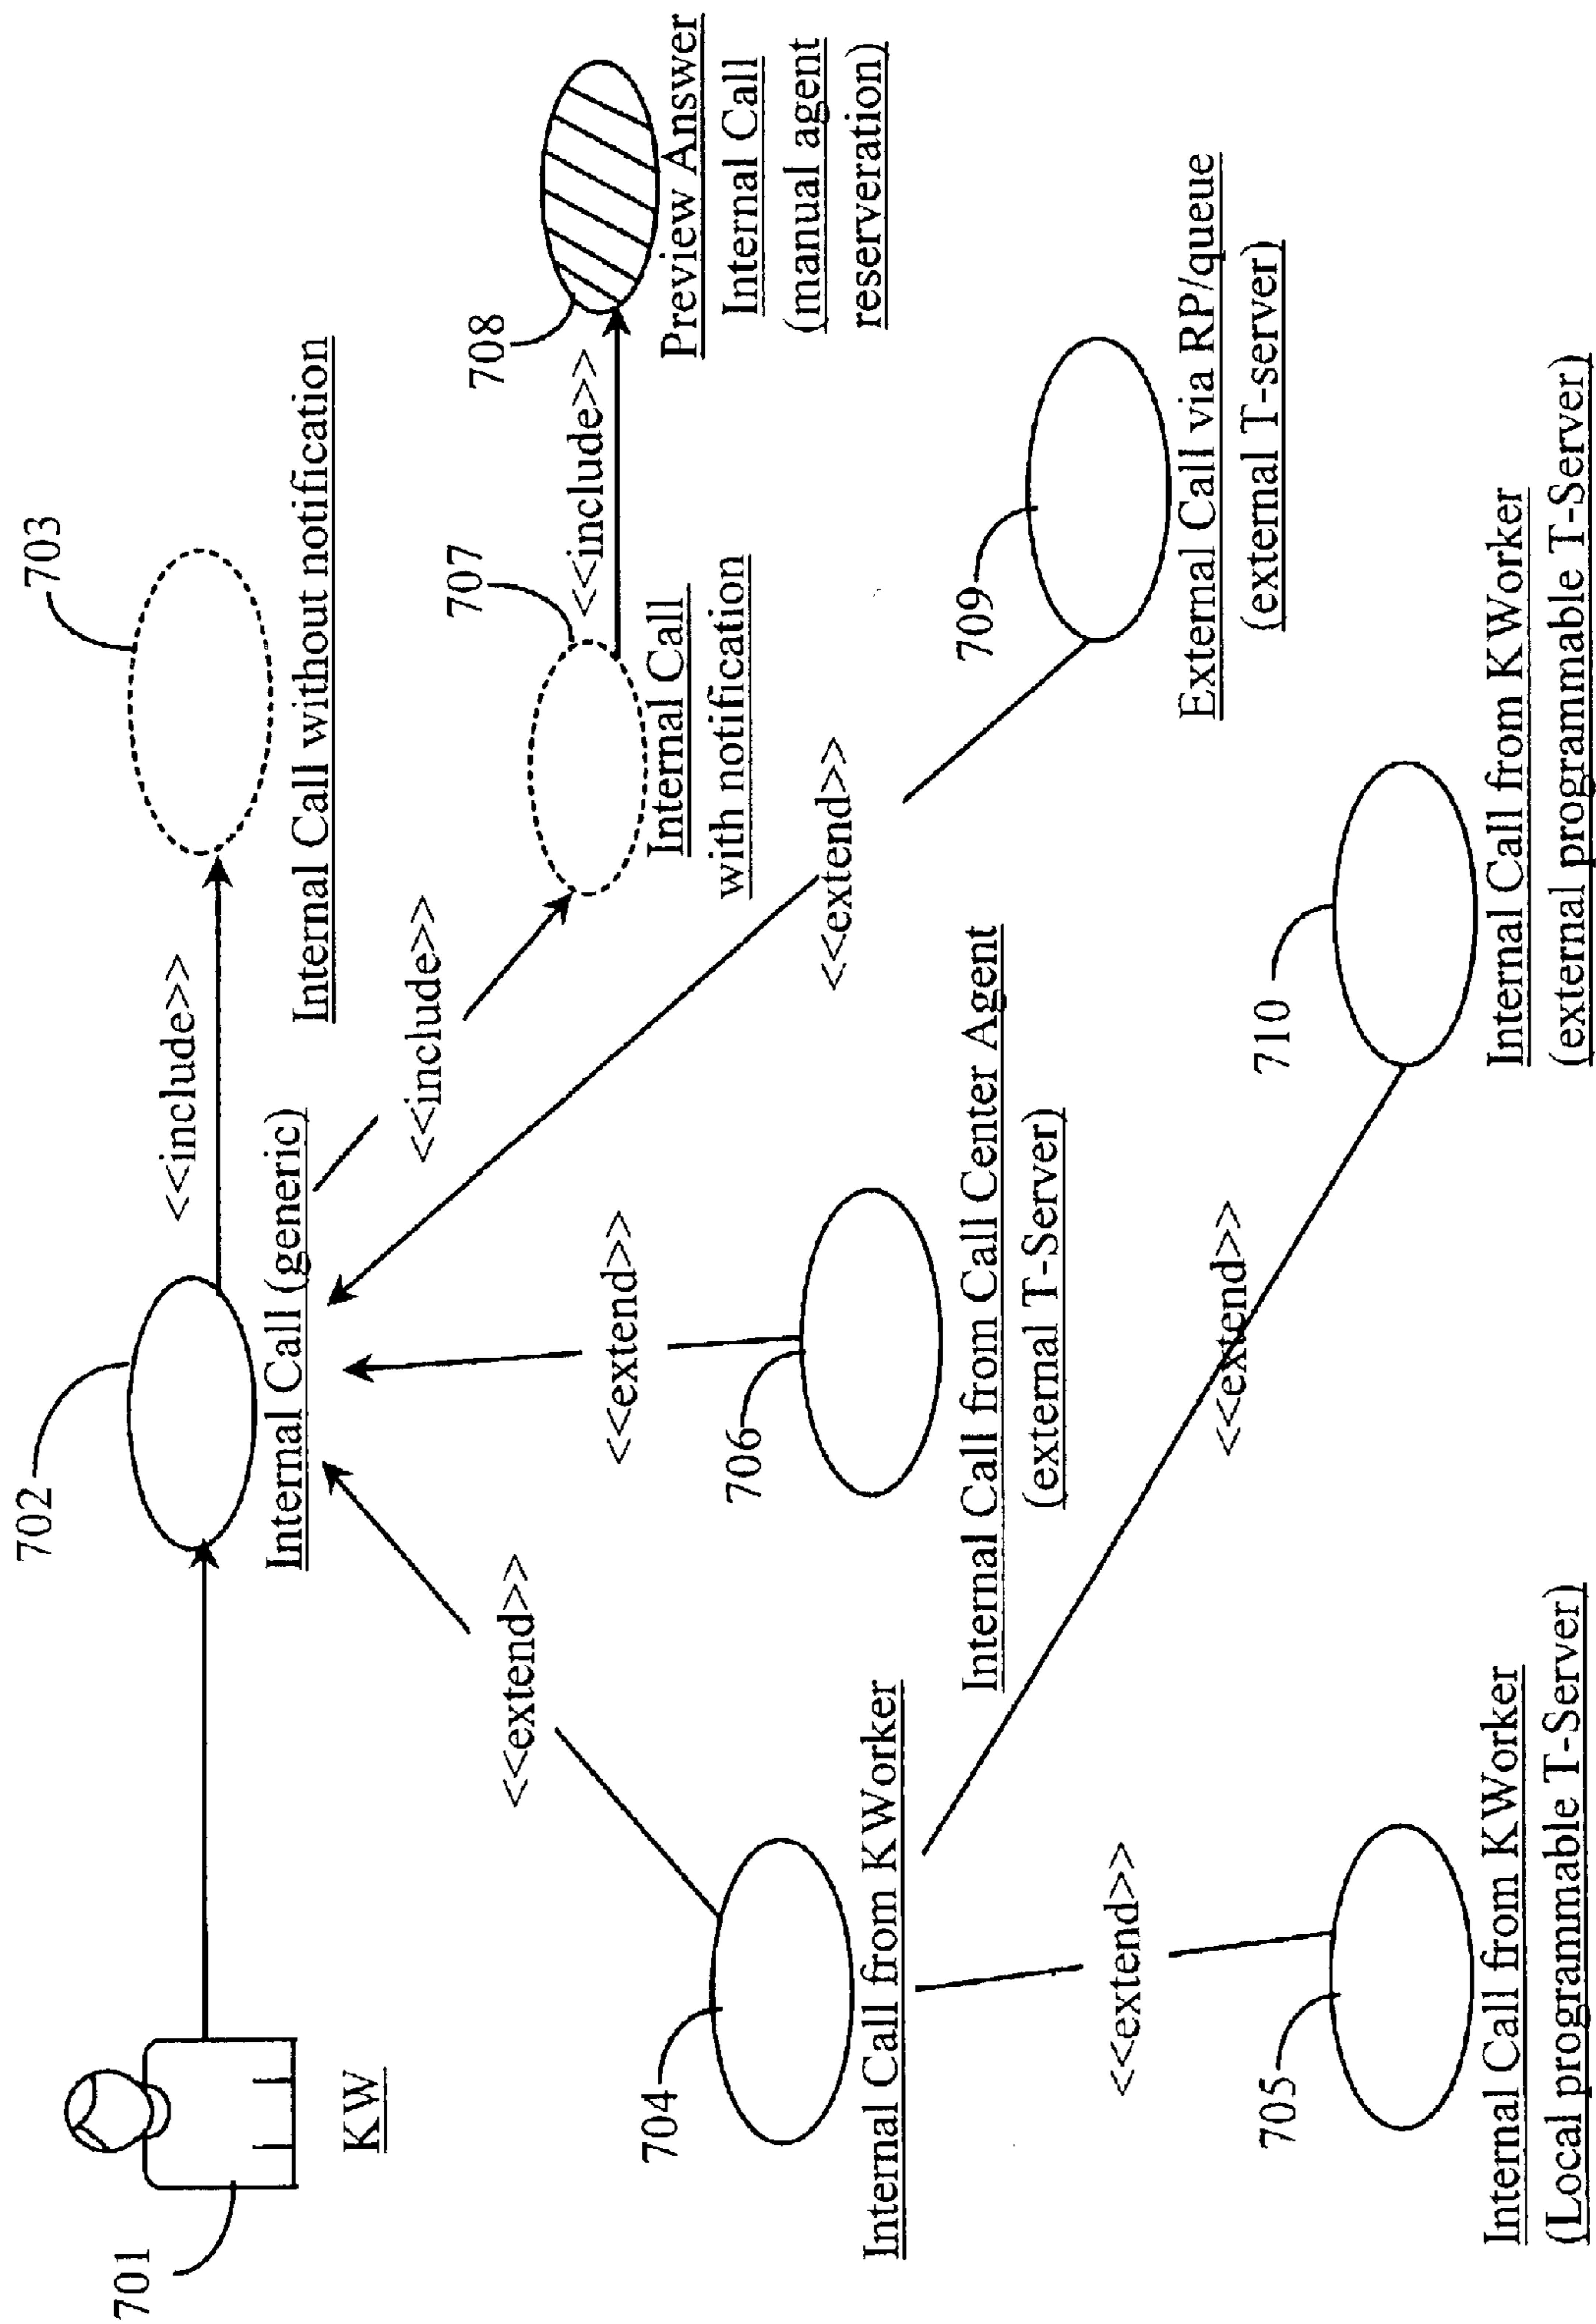 702
703
701
<<include>>
KW
Internal Call (generic)
Internal Call without notification
<<include>>
707
708
<<include>>
Internal Call
with notification
Preview Answer
Internal Call
(manual agent
reserveration)
<<extend>>
<<extend>>
<<extend>>
704
706
709
Internal Call from KWorker
Internal Call from Call Center Agent
(external T-Server)
External Call via RP/queue
(external T-server)
<<extend>>
<<extend>>
705
710
Internal Call from KWorker
(Local programmable T-Server)
Internal Call from KWorker
(external programmable T-Server)